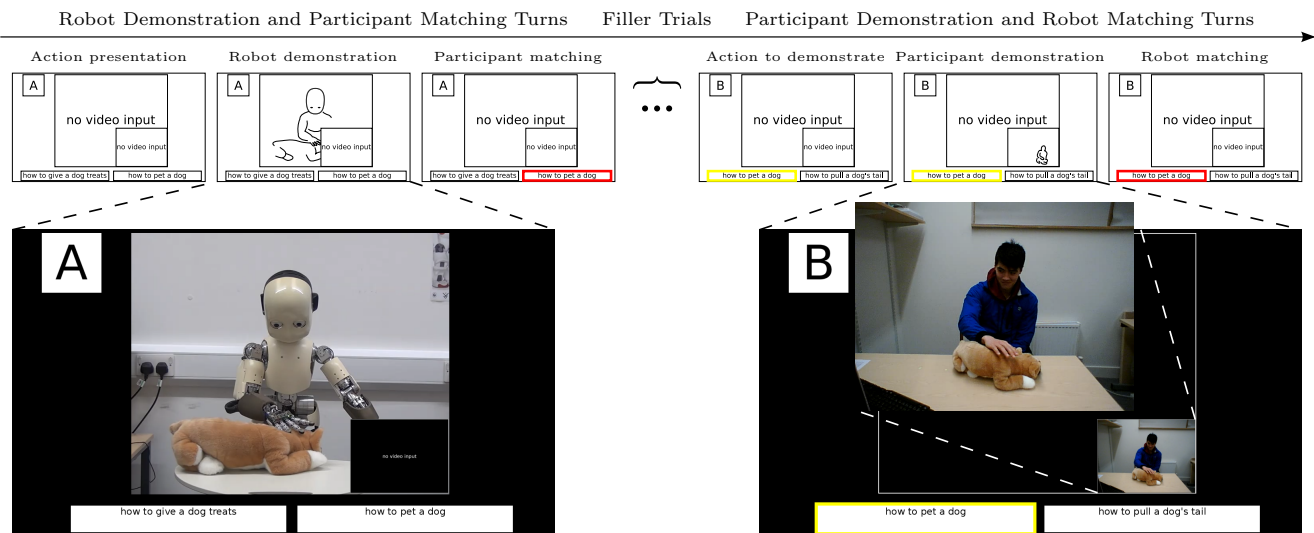 Robot Demonstration and Participant Matching Turns    Filler Trials    Participant Demonstration and Robot Matching Turns
Action presentation    Robot demonstration    Participant matching    Action to demonstrate    Participant demonstration    Robot matching
A    A    A    B    B    B
no video input    no video input    no video input    no video input
no video input    no video input    no video input    no video input    no video input
how to give a dog treats    how to pet a dog    how to give a dog treats    how to pet a dog    how to give a dog treats    how to pet a dog    •••    how to pet a dog    how to pull a dog's tail    how to pet a dog    how to pull a dog's tail    how to pet a dog    how to pull a dog's tail
A    B
no video input
how to give a dog treats    how to pet a dog    how to pet a dog    how to pull a dog's tail